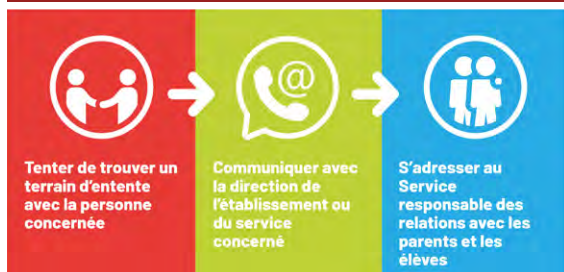 @
Tenter de trouver un
terrain d'entente
avec la personne
concernée
Communiquer avec
la direction de
l'établissement ou
du service
concerné
S'adresser au
Service
responsable des
relations avec les
parents et les
élèves